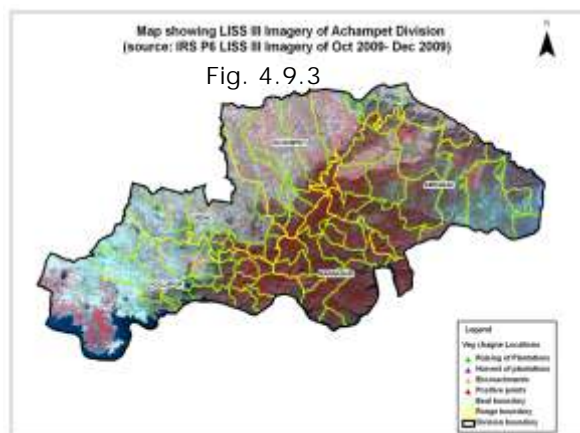 Map showing LISS III Imagery of Achampet Division
(source: IRS P6 LISS III Imagery of Oct 2009- Dec 2009)
N
Fig. 4.9.3
Legend
Veg chagne Locations
Raising of Plantations
Harvest of plantations
Encroachments
Positive points
Beat boundary
Range boundary
Division boundary